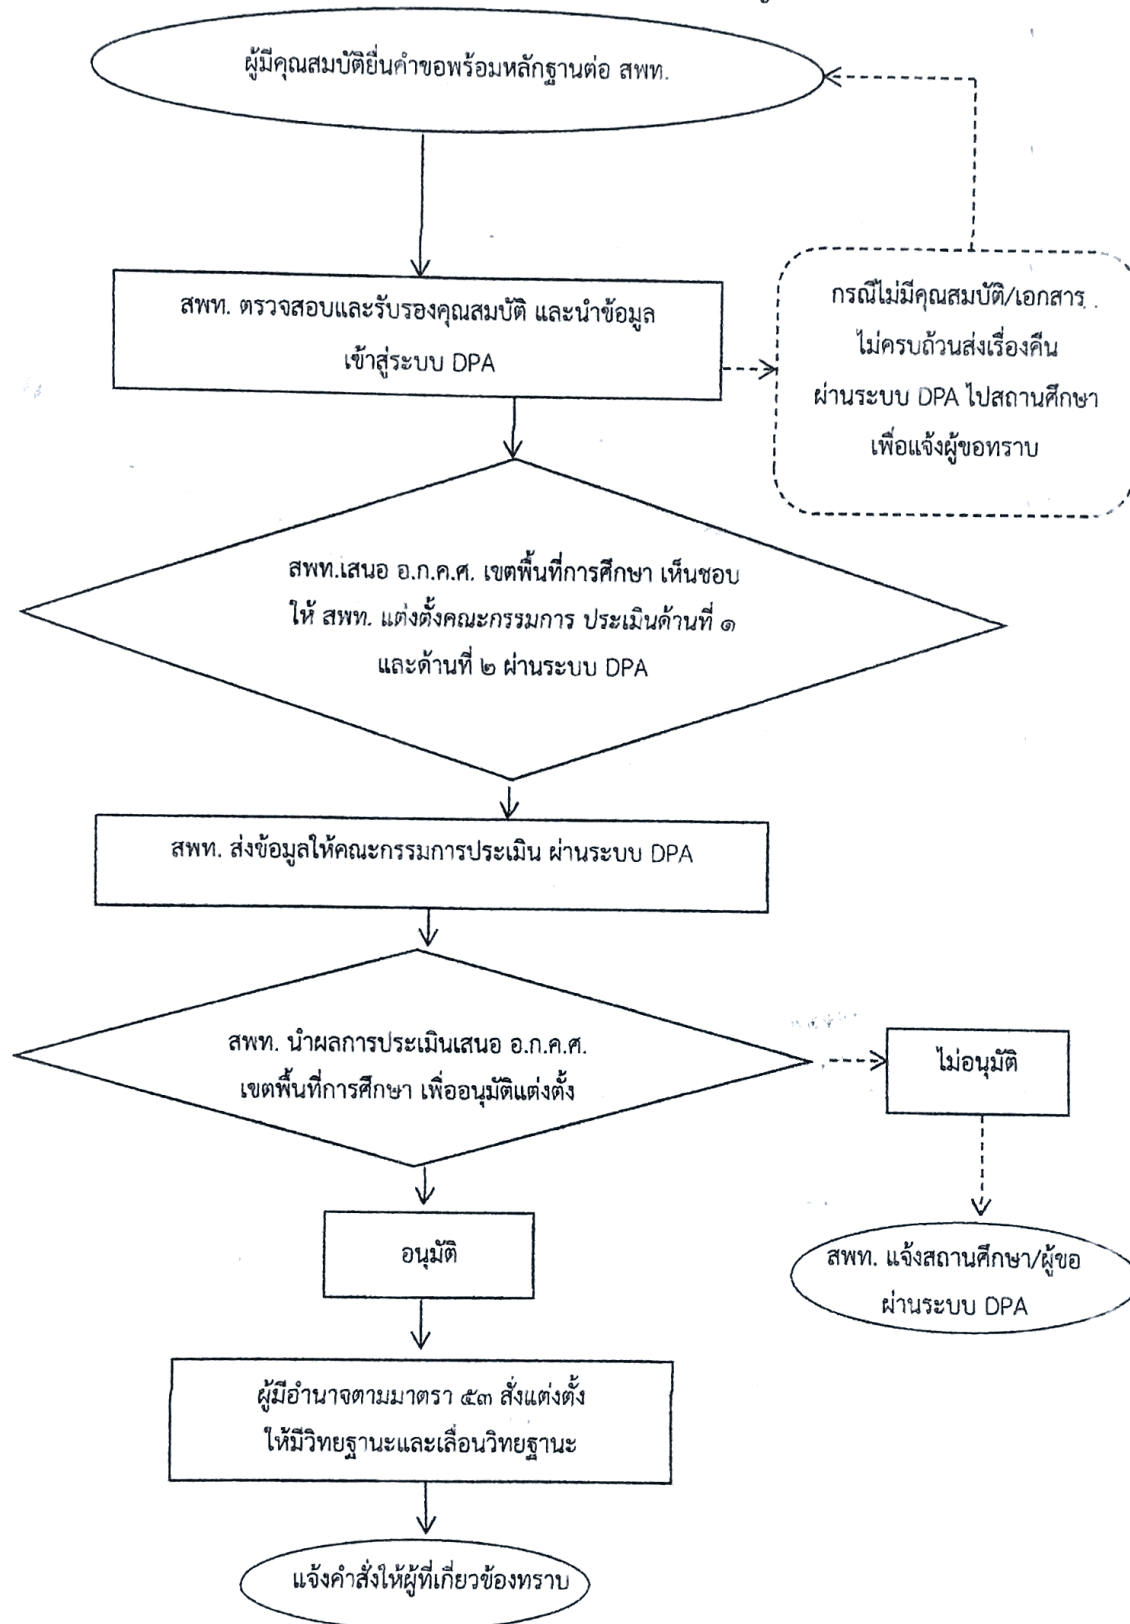 ผู้มีคุณสมบัติยื่นคำขอพร้อมหลักฐานต่อ สพท.
สพท. ตรวจสอบและรับรองคุณสมบัติ และนำข้อมูล
เข้าสู่ระบบ DPA
กรณีไม่มีคุณสมบัติ/เอกสาร
ไม่ครบถ้วนส่งเรื่องคืน
ผ่านระบบ DPA ไปสถานศึกษา
เพื่อแจ้งผู้ขอทราบ
สพท.เสนอ อ.ก.ค.ศ. เขตพื้นที่การศึกษา เห็นชอบ
ให้ สพท. แต่งตั้งคณะกรรมการ ประเมินด้านที่ ๑
และด้านที่ ๒ ผ่านระบบ DPA
สพท. ส่งข้อมูลให้คณะกรรมการประเมิน ผ่านระบบ DPA
สพท. นำผลการประเมินเสนอ อ.ก.ค.ศ.
เขตพื้นที่การศึกษา เพื่ออนุมัติแต่งตั้ง
ไม่อนุมัติ
อนุมัติ
สพท. แจ้งสถานศึกษา/ผู้ขอ
ผ่านระบบ DPA
ผู้มีอำนาจตามมาตรา ๕๓ สั่งแต่งตั้ง
ให้มีวิทยฐานะและเลื่อนวิทยฐานะ
แจ้งคำสั่งให้ผู้ที่เกี่ยวข้องทราบ